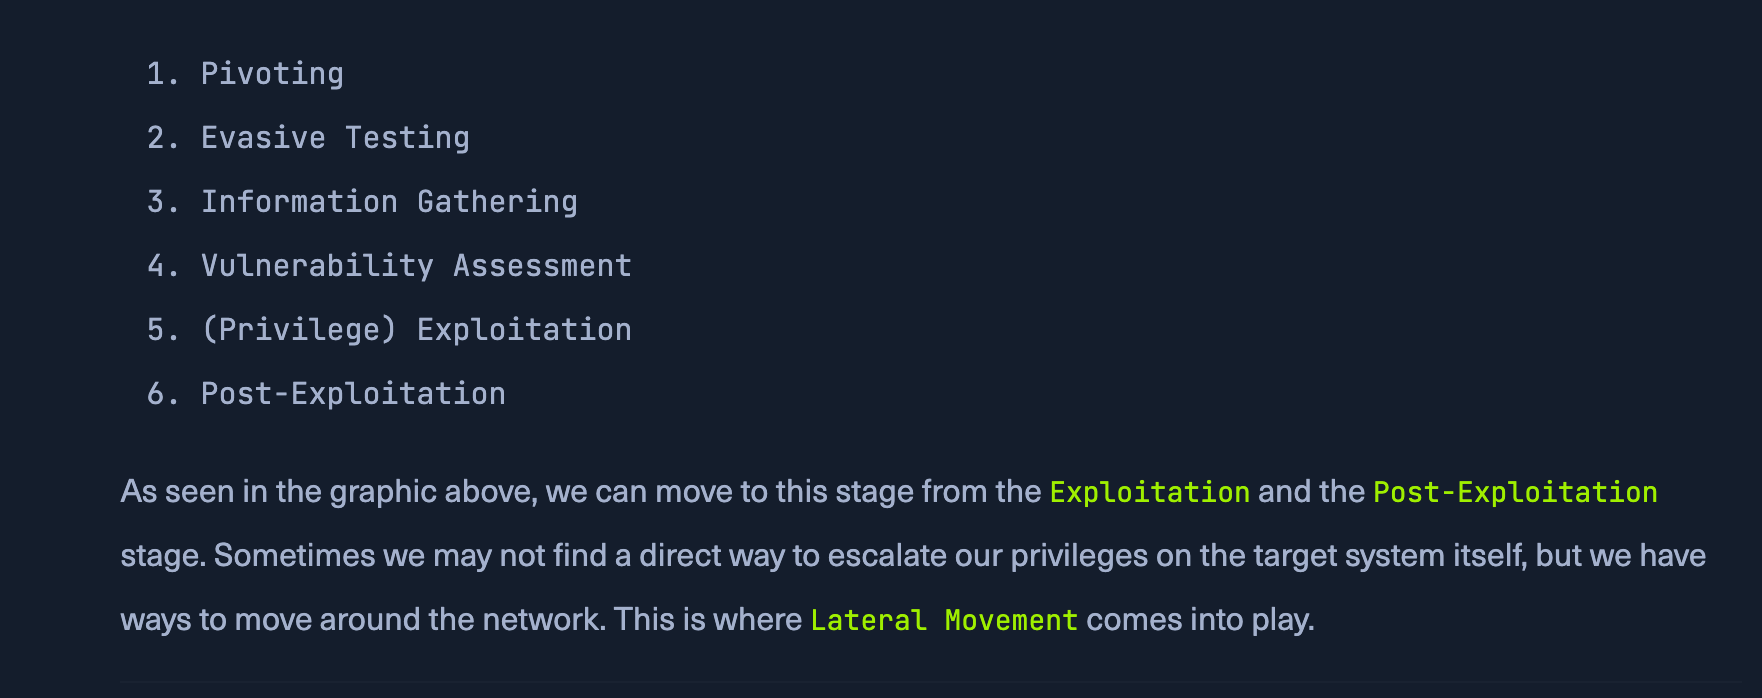 1. Pivoting
2. Evasive Testing
3. Information Gathering
4. Vulnerability Assessment
5. (Privilege) Exploitation
6. Post-Exploitation
As seen in the graphic above, we can move to this stage from the Exploitation and the Post-Exploitation
stage. Sometimes we may not find a direct way to escalate our privileges on the target system itself, but we have
ways to move around the network. This is where Lateral Movement comes into play.